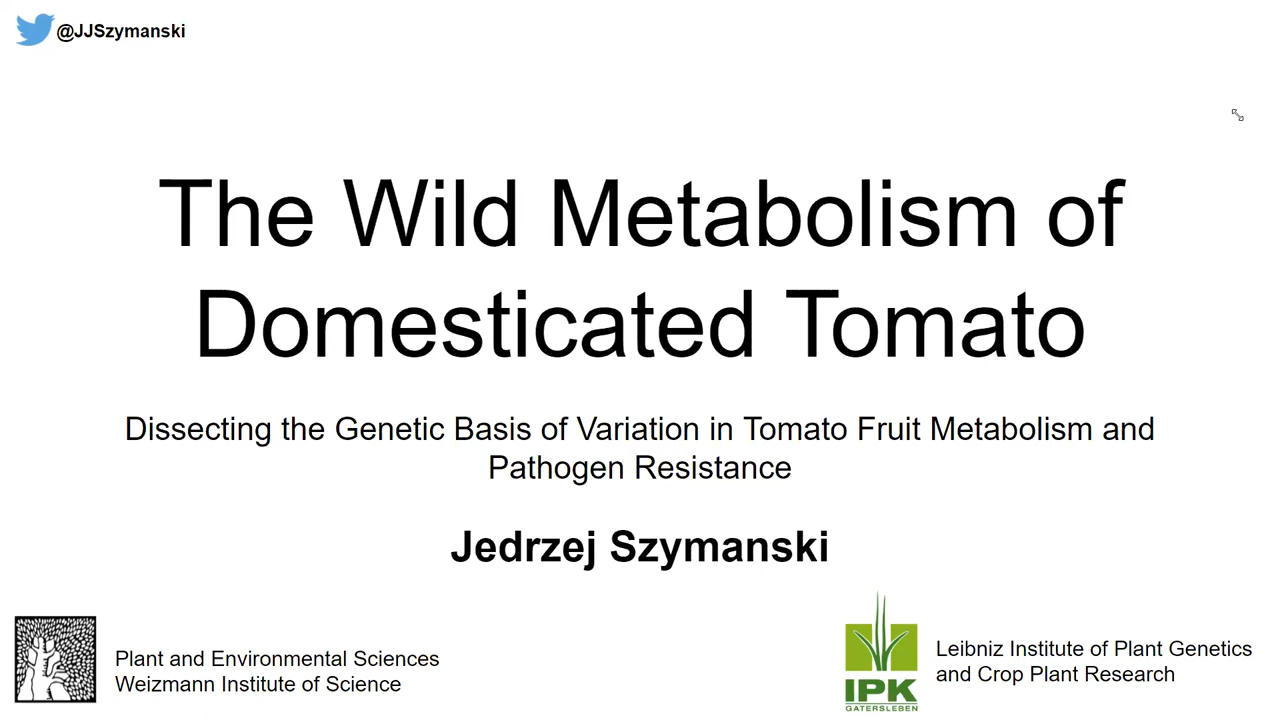 @JJSzymanski
The Wild Metabolism of
Domesticated Tomato
Dissecting the Genetic Basis of Variation in Tomato Fruit Metabolism and
Pathogen Resistance
Jedrzej Szymanski
Plant and Environmental Sciences
Weizmann Institute of Science
IPK
GATERSLEBEN
Leibniz Institute of Plant Genetics
and Crop Plant Research